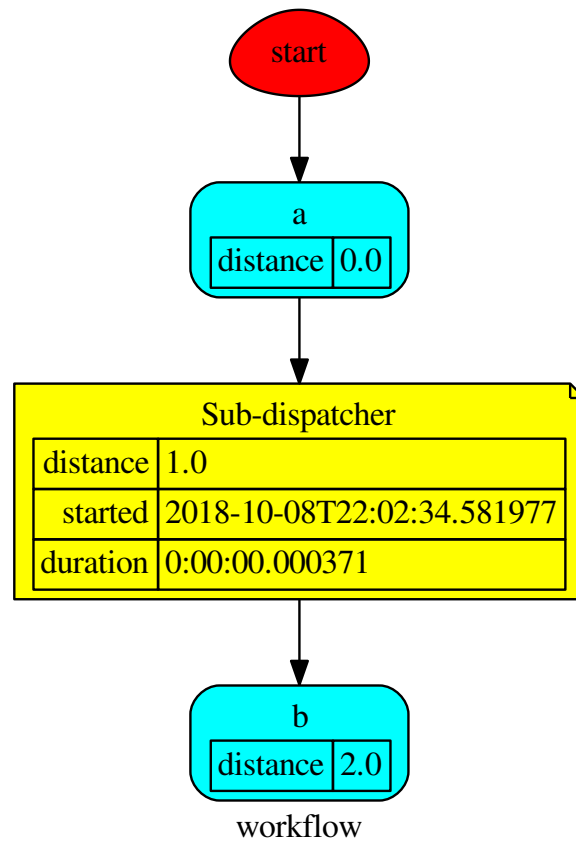 start
a
distance 0.0
Sub-dispatcher
distance 1.0
started 2018-10-08T22:02:34.581977
duration 0:00:00.000371
b
distance 2.0
workflow